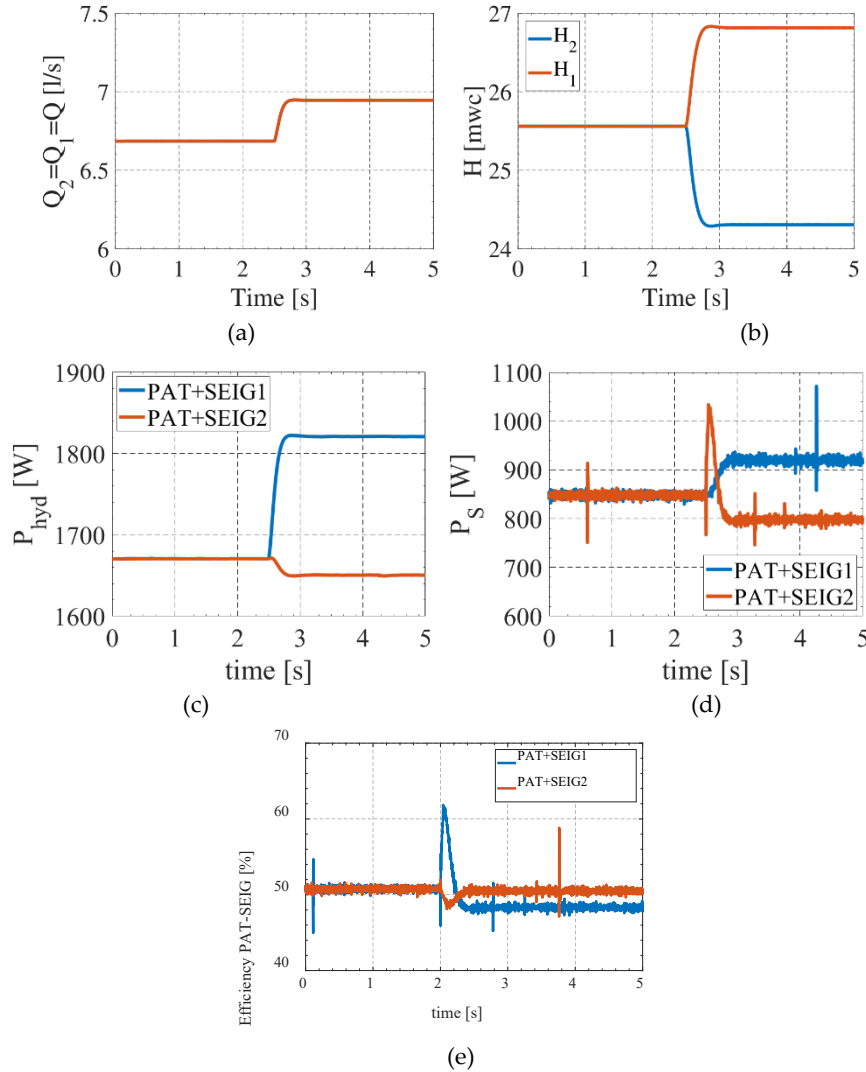 7.5
7
6.5
6
Q2=Q1=Q [l/s]
0 1 2 3 4 5
Time [s]
(a)
27
26
25
24
H [mwc]
H2
H1
0 1 2 3 4 5
Time [s]
(b)
1900
1800
1700
1600
Phyd [W]
PAT+SEIG1
PAT+SEIG2
0 1 2 3 4 5
time [s]
(c)
1100
1000
900
800
700
600
PS [W]
PAT+SEIG1
PAT+SEIG2
0 1 2 3 4 5
time [s]
(d)
70
60
50
40
Efficiency PAT-SEIG [%]
PAT+SEIG1
PAT+SEIG2
0 1 2 3 4 5
time [s]
(e)